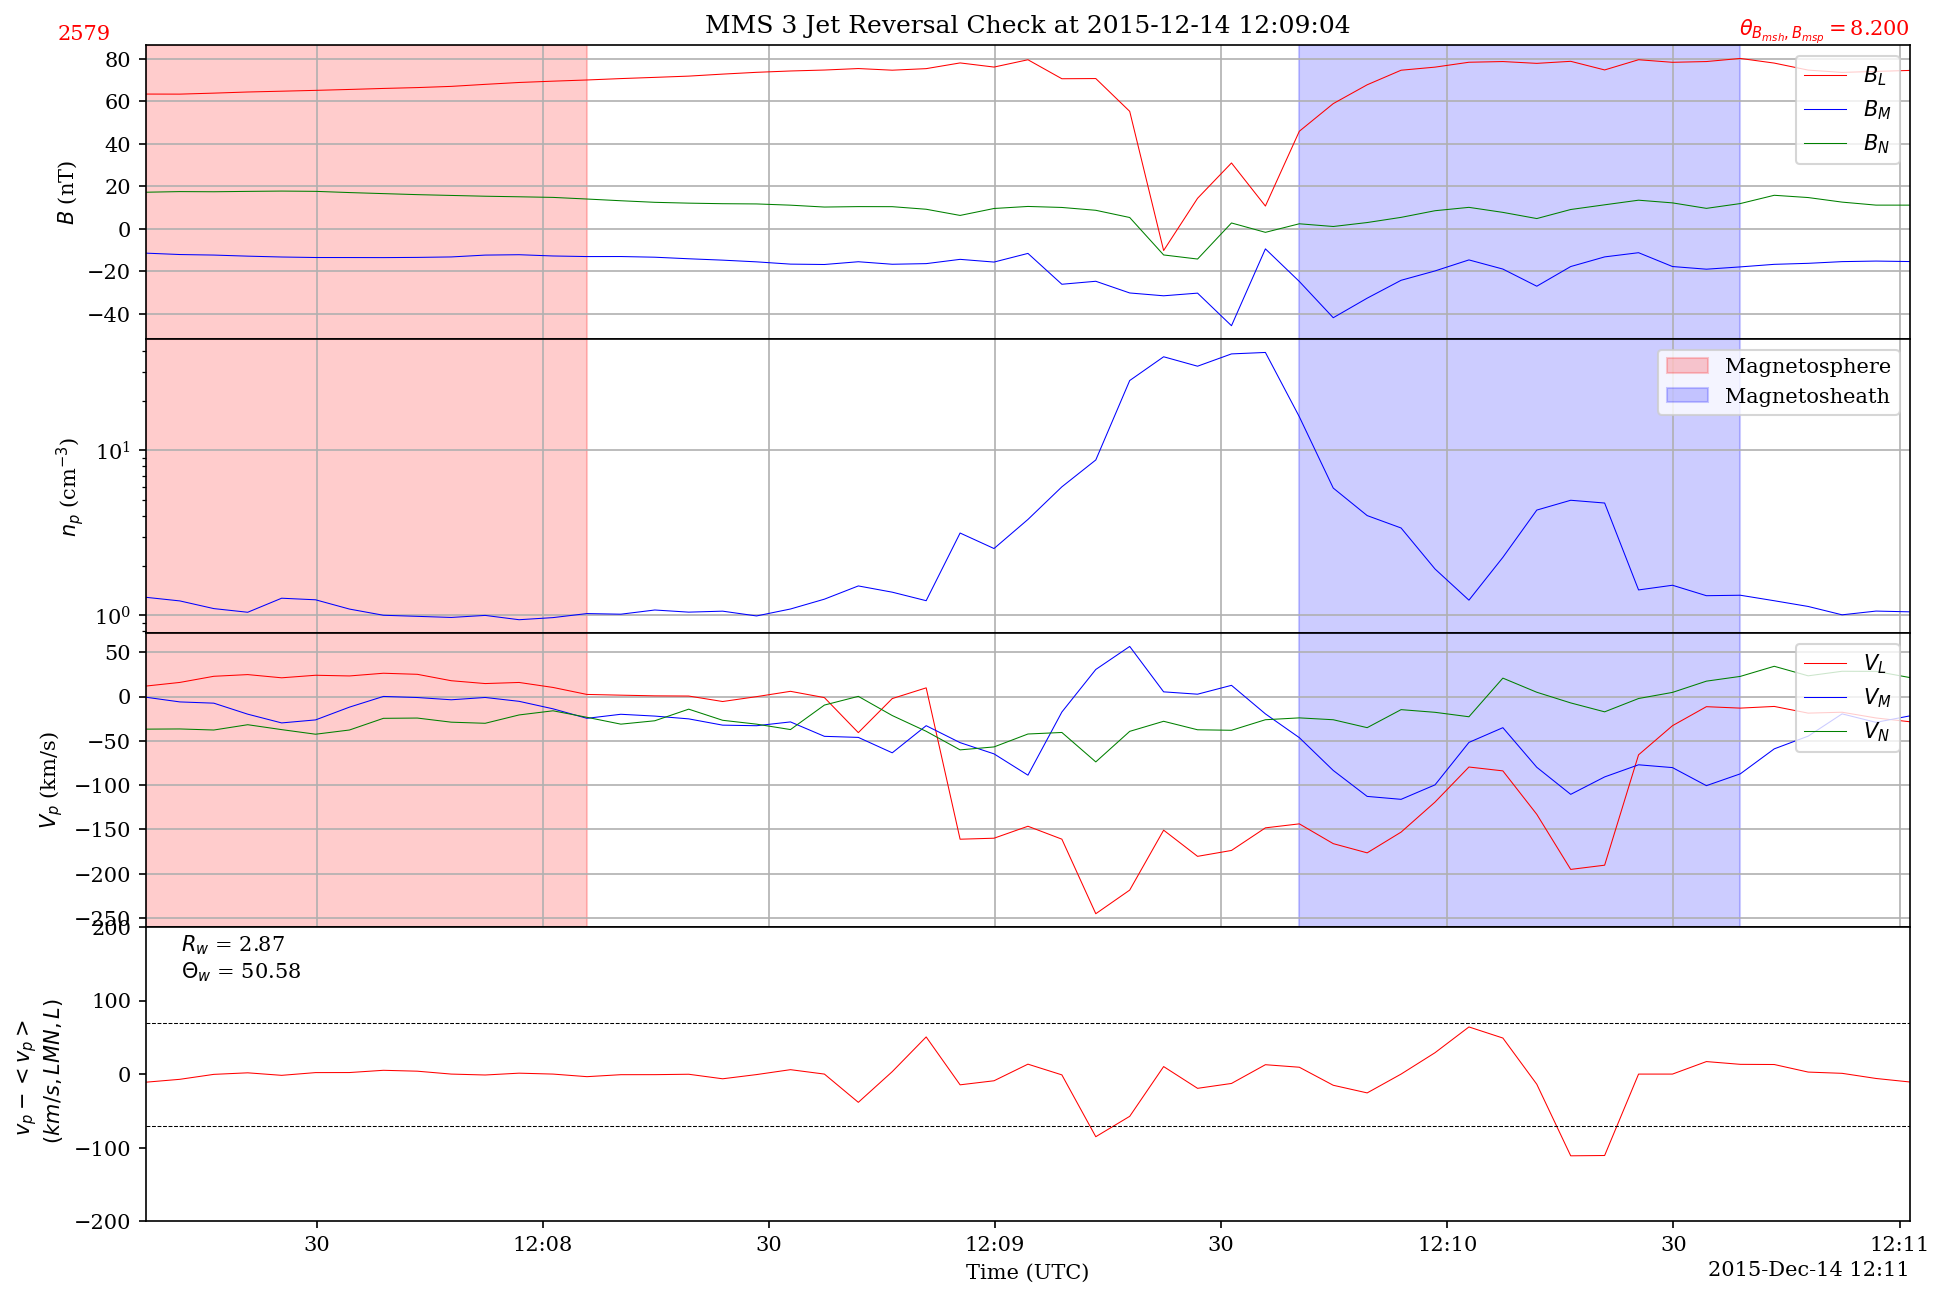 MMS 3 Jet Reversal Check at 2015-12-14 12:09:04
2579
θ_{B_{msh}, B_{msp}} = 8.200
80
60
40
20
0
−20
−40
B (nT)
B_L
B_M
B_N
10^1
10^0
n_p (cm^{−3})
Magnetosphere
Magnetosheath
50
0
−50
−100
−150
−200
−250
V_p (km/s)
V_L
V_M
V_N
200
100
0
−100
−200
v_p − < v_p >
(km/s, LMN, L)
R_w = 2.87
Θ_w = 50.58
30 12:08 30 12:09 30 12:10 30 12:11
Time (UTC)
2015-Dec-14 12:11